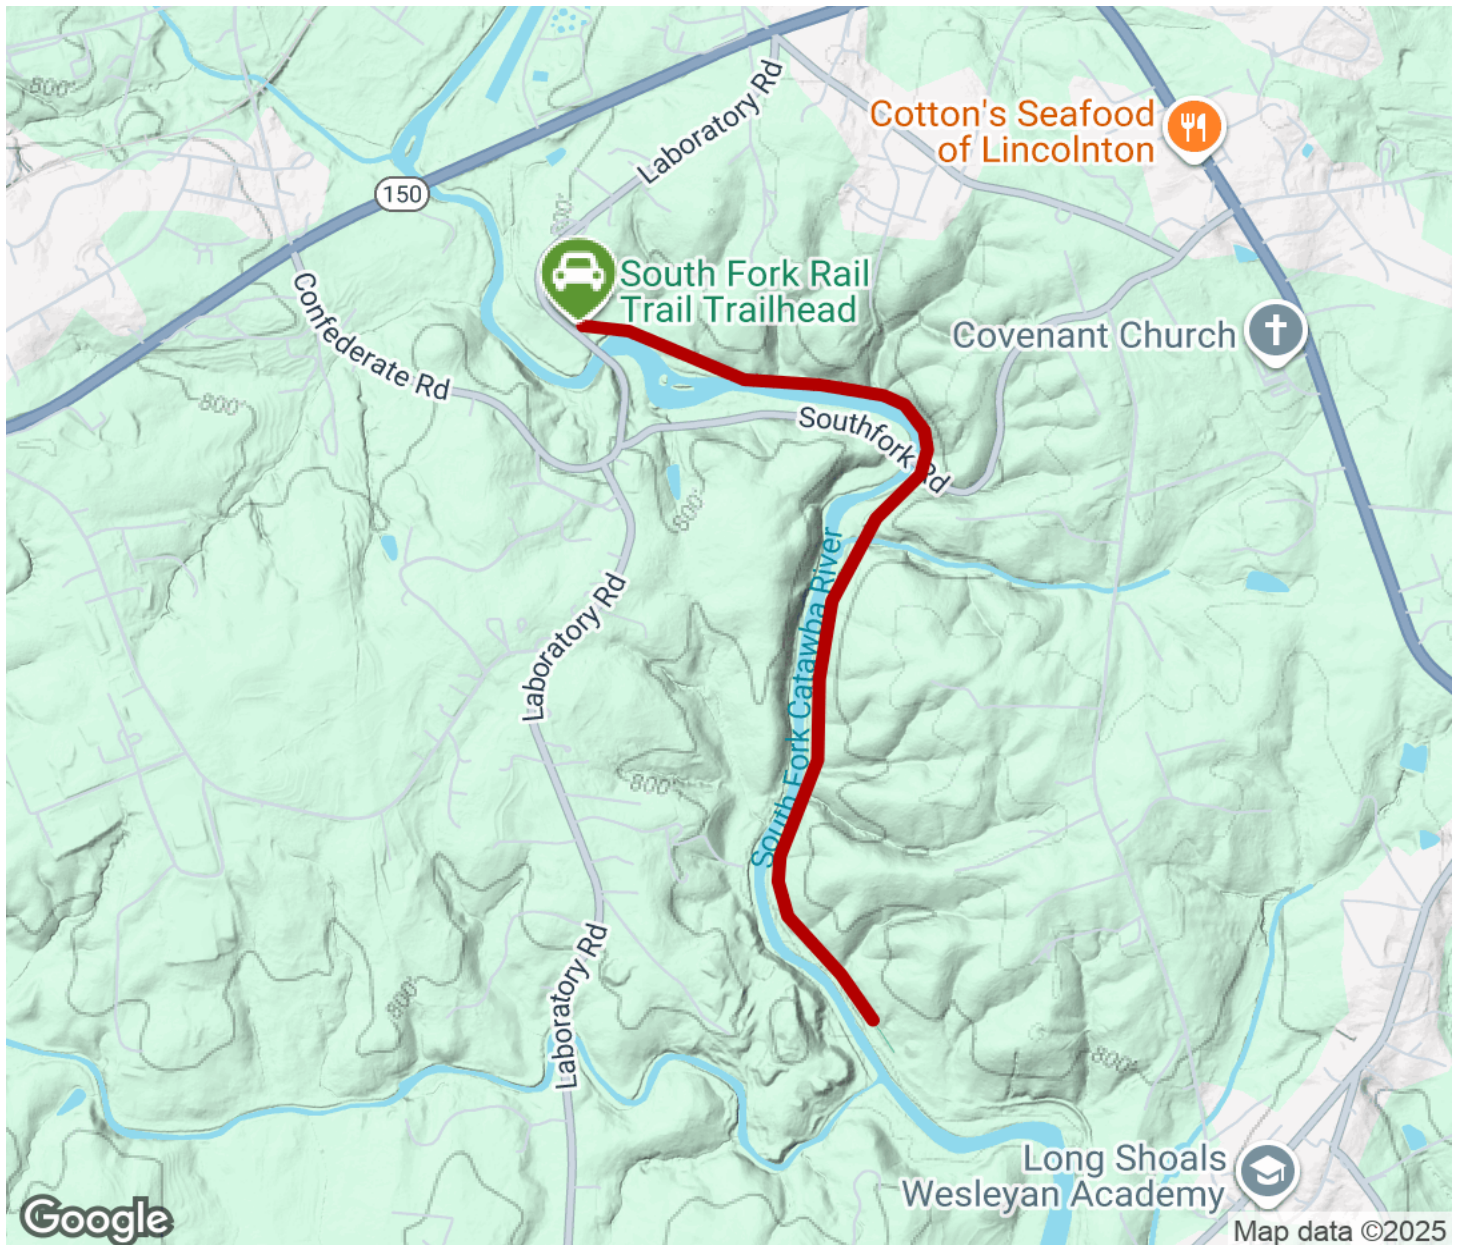 800'
Laboratory Rd
Cotton's Seafood
of Lincolnton
150
800'
South Fork Rail
Trail Trailhead
Confederate Rd
Covenant Church
800'
Southfork Rd
800'
South Fork Catawba River
Laboratory Rd
800'
Laboratory Rd
800'
800'
Long Shoals
Wesleyan Academy
Google
Map data ©2025